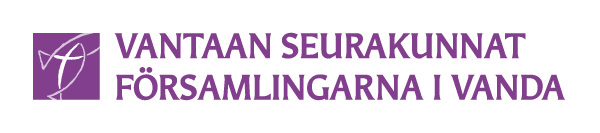 VANTAAN SEURAKUNNAT
FÖRSAMLINGARNA I VANDA